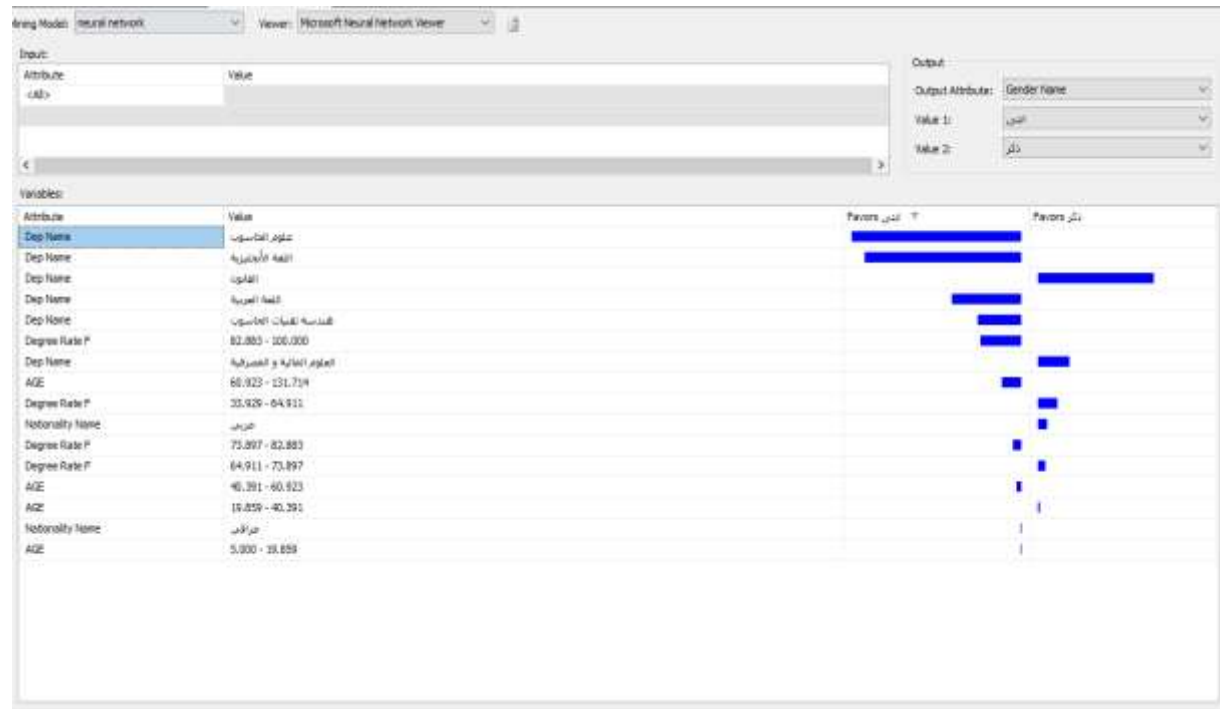 Mining Model: neural network Viewer: Microsoft Neural Network Viewer
Input:
Attribute Value
<All>
Output
Output Attribute: Gender Name
Value 1: انثى
Value 2: ذكر
Variables:
Attribute Value Favors انثى Favors ذكر
Dep Name علوم الحاسوب
Dep Name اللغة الأنجليزية
Dep Name القانون
Dep Name اللغة العربية
Dep Name هندسة تقنيات الحاسوب
Degree Rate F 82.883 - 100.000
Dep Name العلوم المالية و المصرفية
AGE 60.923 - 131.714
Degree Rate F 33.929 - 64.911
Nationality Name عربي
Degree Rate F 73.897 - 82.883
Degree Rate F 64.911 - 73.897
AGE 40.391 - 60.923
AGE 19.859 - 40.391
Nationality Name عراقي
AGE 5.000 - 19.859